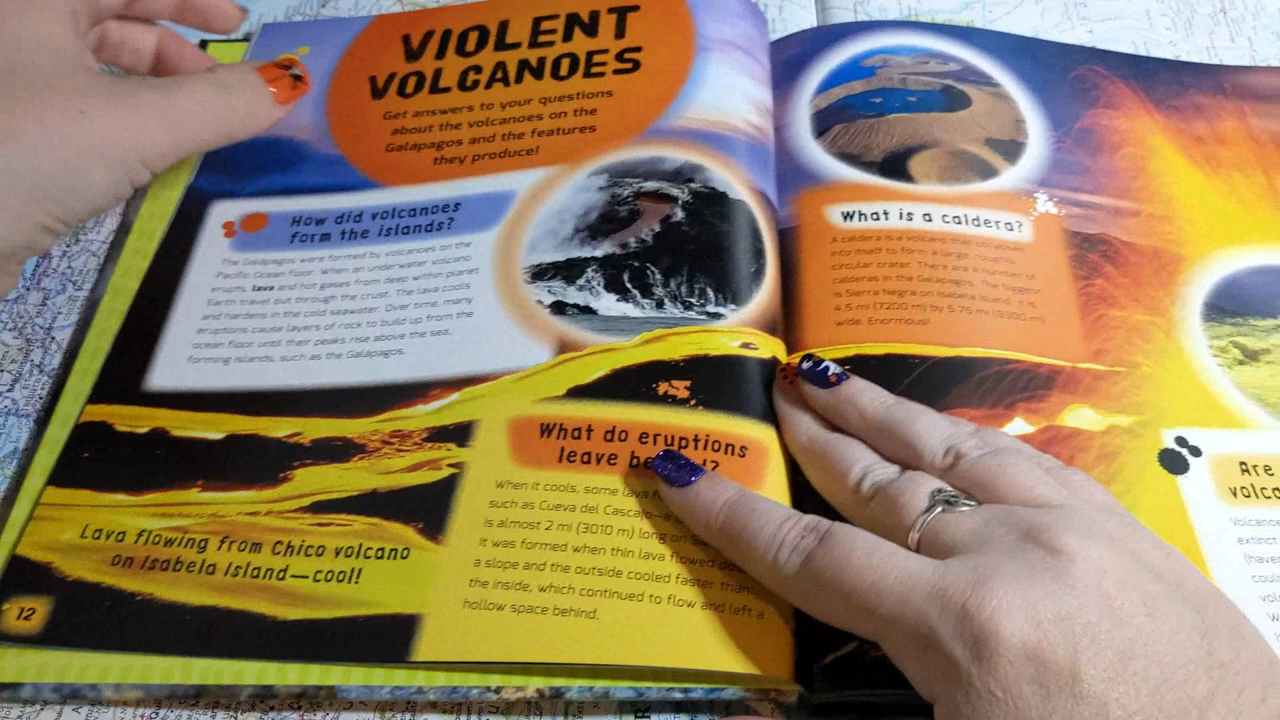 VIOLENT
VOLCANOES
Get answers to your questions
about the volcanoes on the
Galápagos and the features
they produce!
How did volcanoes
form the islands?
The Galápagos were formed by volcanoes on the
Pacific Ocean floor. When an underwater volcano
erupts, lava and hot gases from deep within planet
Earth travel out through the crust. The lava cools
and hardens in the cold seawater. Over time, many
eruptions cause layers of rock to build up from the
ocean floor until their peaks rise above the sea,
forming islands, such as the Galápagos.
What do eruptions
leave
When it cools, some lava
such as Cueva del Cascajo
is almost 2 mi (3010 m) long on
It was formed when thin lava flowed
a slope and the outside cooled faster than
the inside, which continued to flow and left a
hollow space behind.
Lava flowing from Chico volcano
on Isabela Island—cool!
12
What is a caldera?
A caldera is a volcano that collapses
into itself to form a large, roughly
circular crater. There are a number of
calderas in the Galápagos. The biggest
is Sierra Negra on Isabela Island. It is
4.5 mi (7200 m) by 5.75 mi (9300 m)
wide. Enormous!
Are
Volcanoe
extinct
(haven
coul
vol
W